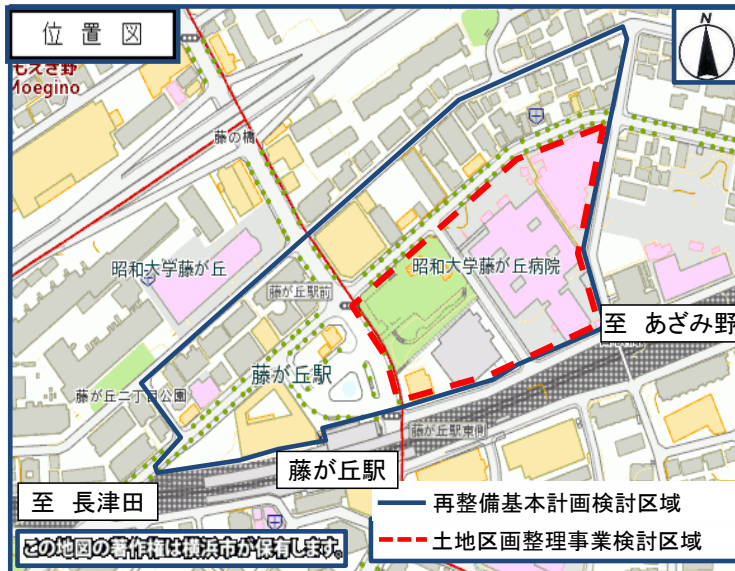 位 置 図
N
もえぎ野
Moegino
藤の橋
昭和大学藤が丘
昭和大学藤が丘病院
藤が丘駅前
至 あざみ野
藤が丘駅
藤が丘二丁目公園
藤が丘駅東側
藤が丘駅
至 長津田
再整備基本計画検討区域
土地区画整理事業検討区域
この地図の著作権は横浜市が保有します。